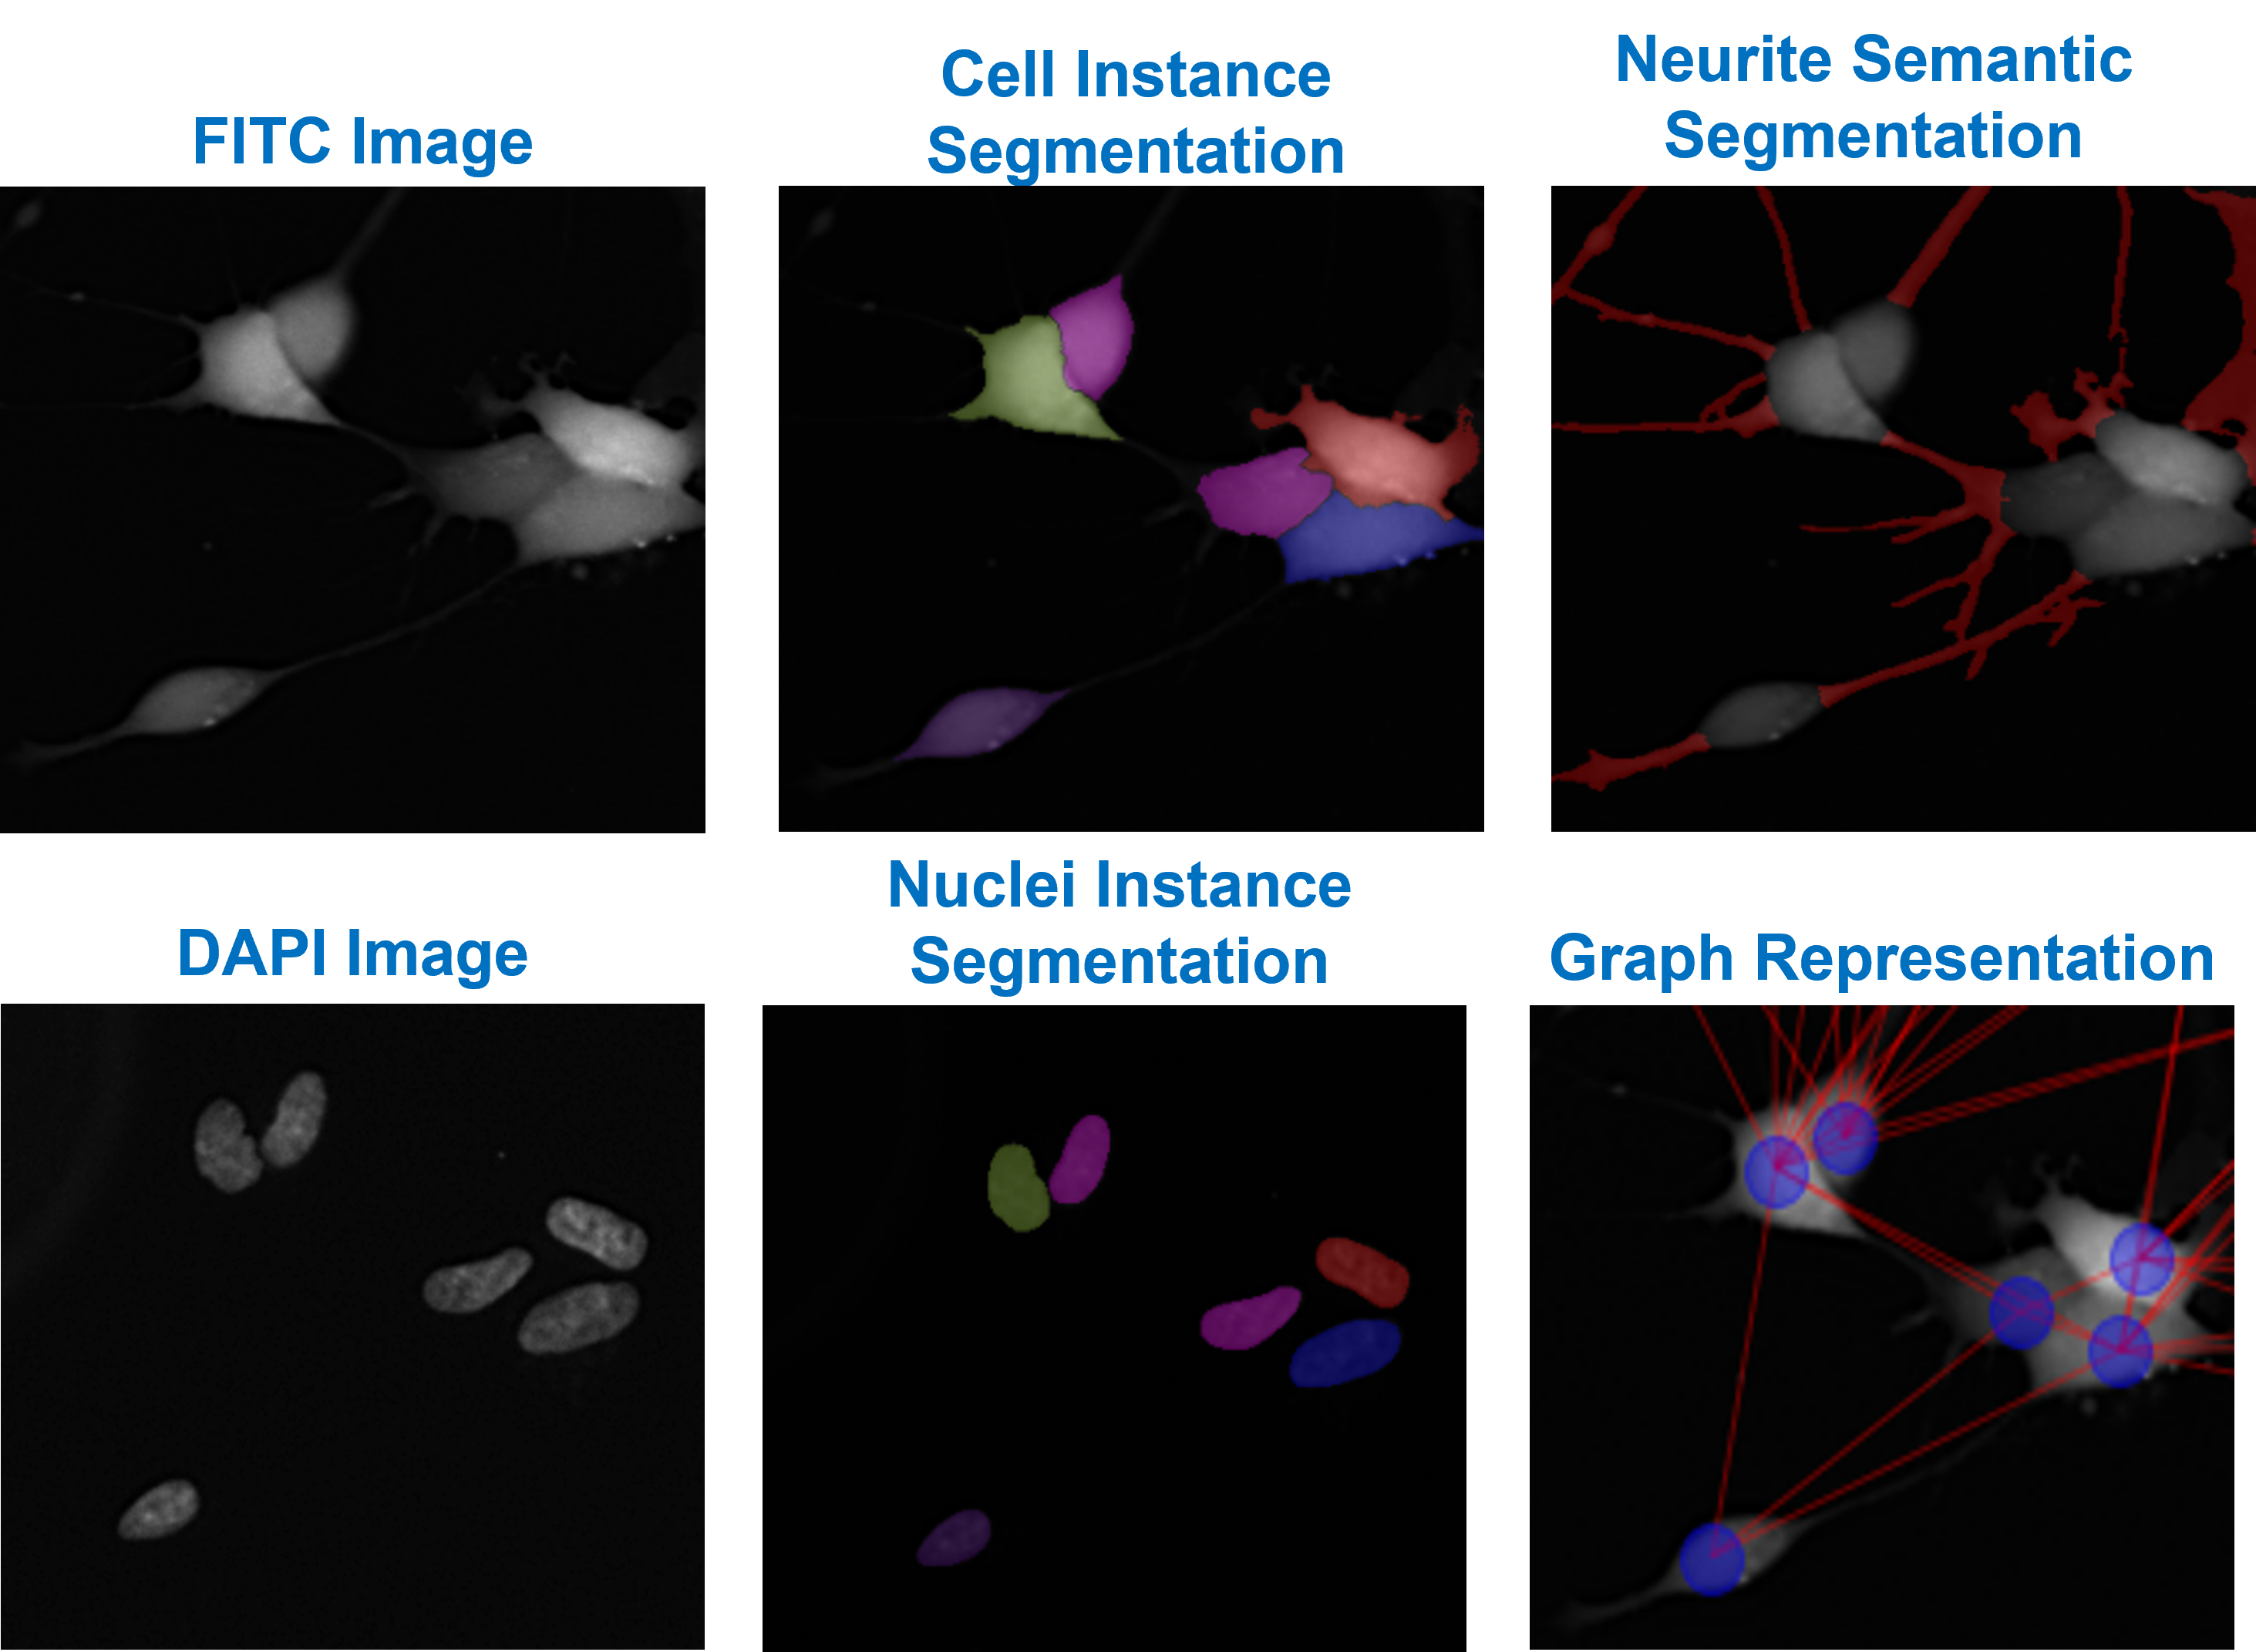 FITC Image
Cell Instance
Segmentation
Neurite Semantic
Segmentation
DAPI Image
Nuclei Instance
Segmentation
Graph Representation